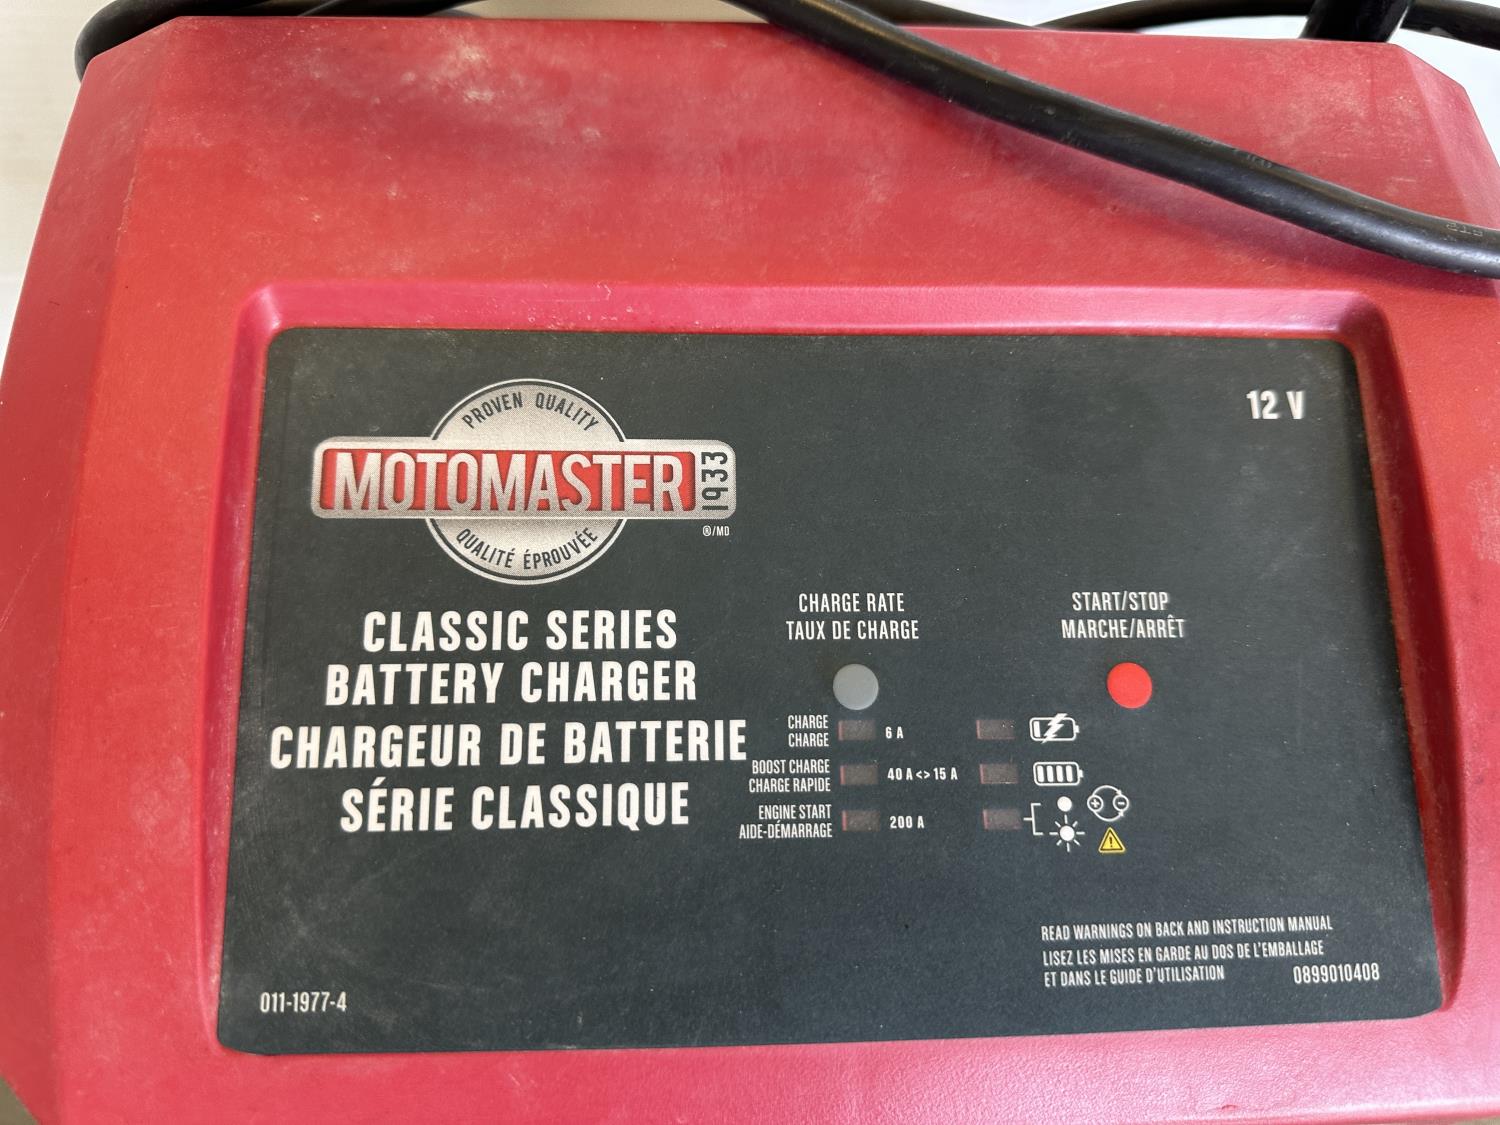 PROVEN QUALITY
MOTOMASTER
1933
®/MD
QUALITÉ ÉPROUVÉE
12 V
CLASSIC SERIES
BATTERY CHARGER
CHARGEUR DE BATTERIE
SÉRIE CLASSIQUE
CHARGE RATE
TAUX DE CHARGE
START/STOP
MARCHE/ARRÊT
CHARGE
CHARGE
6 A
BOOST CHARGE
CHARGE RAPIDE
40 A <> 15 A
ENGINE START
AIDE-DÉMARRAGE
200 A
READ WARNINGS ON BACK AND INSTRUCTION MANUAL
LISEZ LES MISES EN GARDE AU DOS DE L'EMBALLAGE
ET DANS LE GUIDE D'UTILISATION
0899010408
011-1977-4